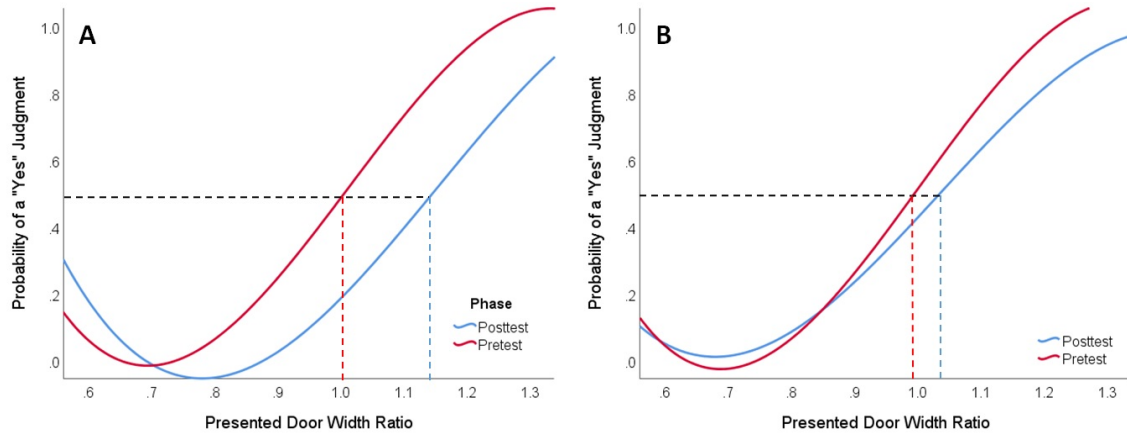 A
Probability of a "Yes" Judgment
1.0
.8
.6
.4
.2
.0
.6 .7 .8 .9 1.0 1.1 1.2 1.3
Presented Door Width Ratio
Phase
Posttest
Pretest
B
Probability of a "Yes" Judgment
1.0
.8
.6
.4
.2
.0
.6 .7 .8 .9 1.0 1.1 1.2 1.3
Presented Door Width Ratio
Posttest
Pretest